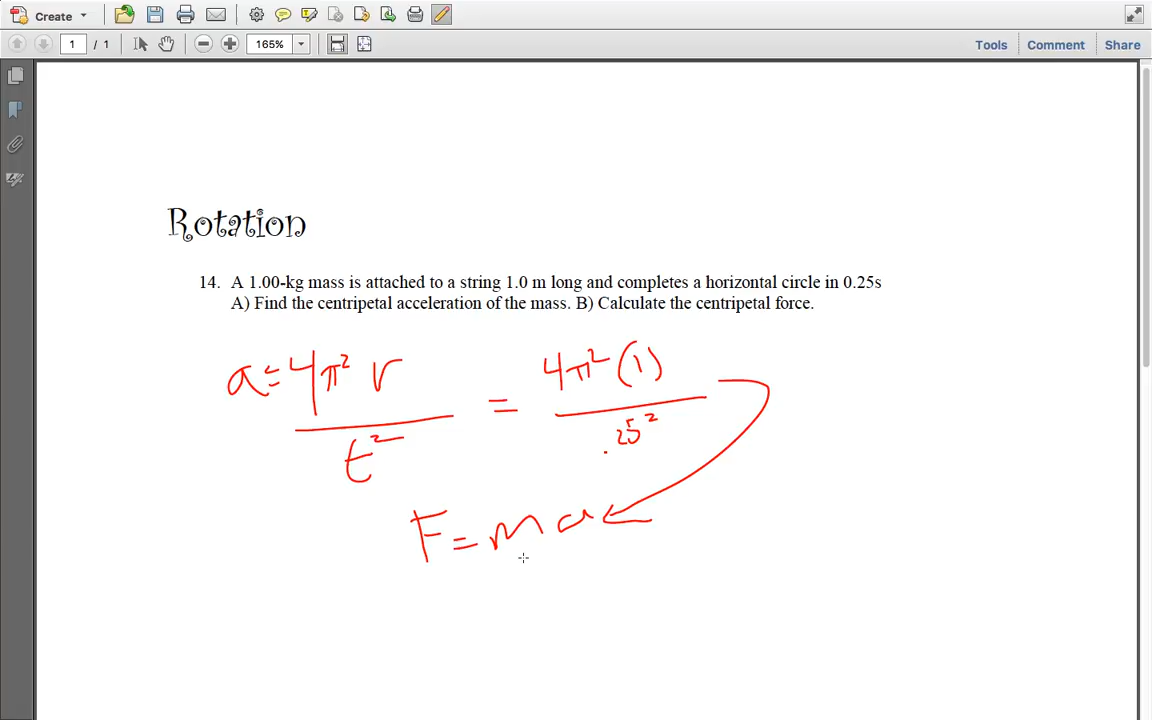 Create
1 / 1
165%
Tools Comment Share
Rotation
14. A 1.00-kg mass is attached to a string 1.0 m long and completes a horizontal circle in 0.25s
A) Find the centripetal acceleration of the mass. B) Calculate the centripetal force.
a = 4π² r / t² = 4π² (1) / .25²
F = ma